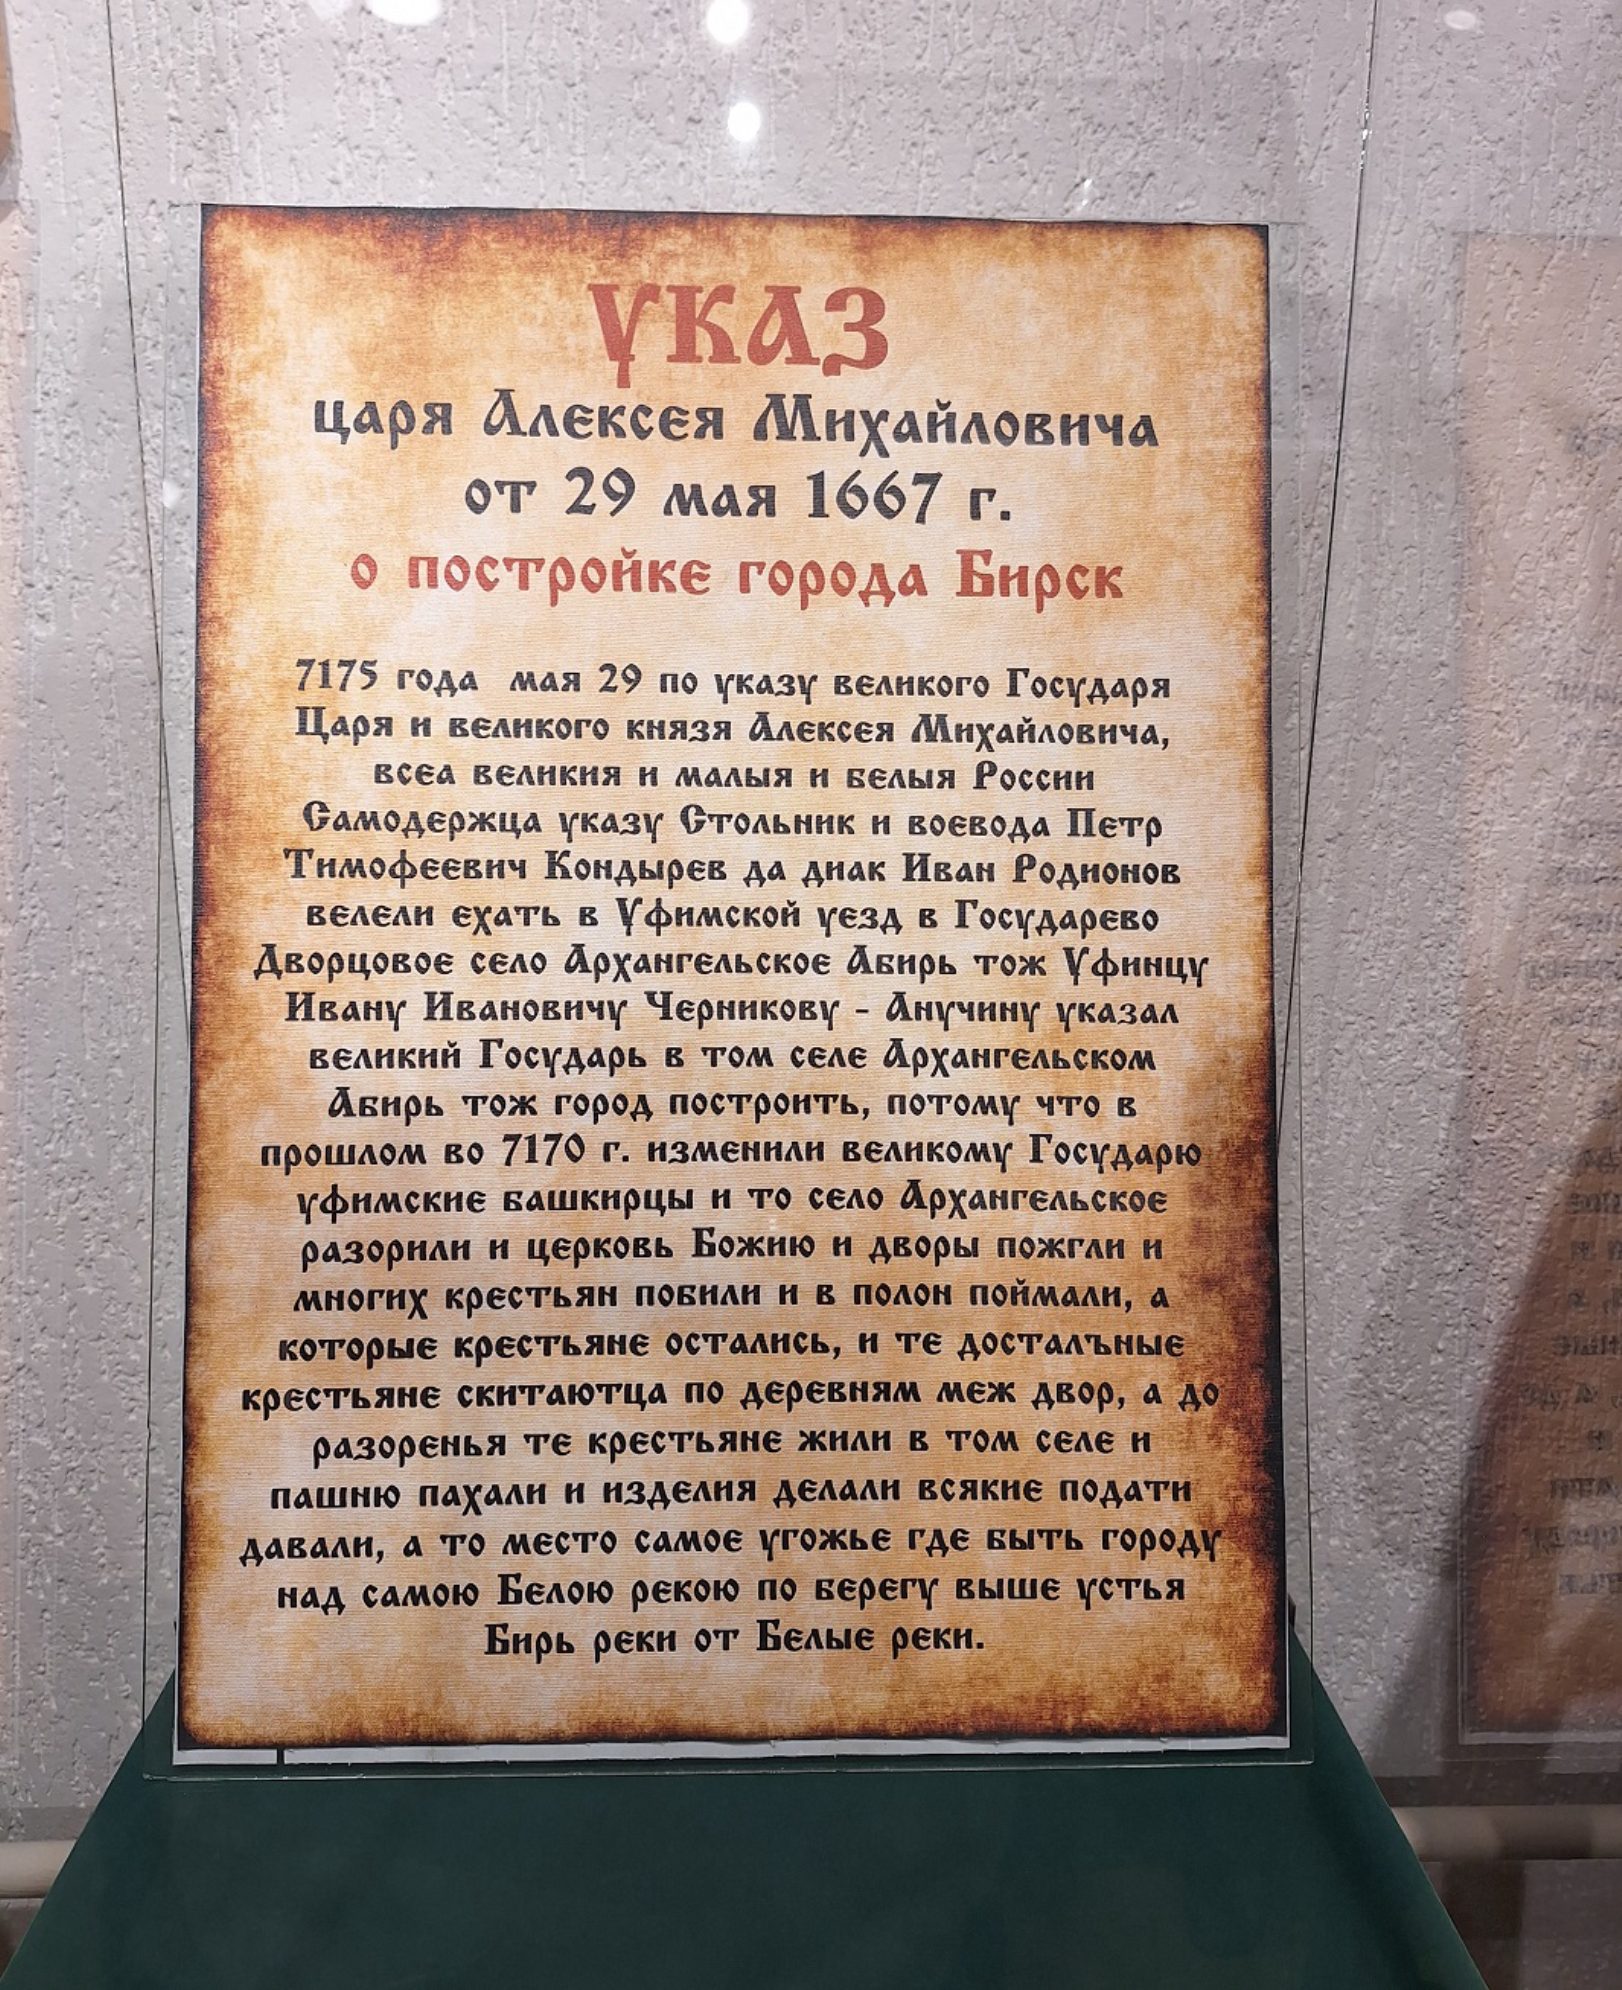 УКАЗ
царя Алексея Михайловича
от 29 мая 1667 г.
о постройке города Бирск
7175 года мая 29 по указу великого Государя
Царя и великого князя Алексея Михайловича,
всеа великия и малыя и белыя России
Самодержца указу Стольник и воевода Петр
Тимофеевич Кондырев да диак Иван Родионов
велели ехать в Уфимской уезд в Государево
Дворцовое село Архангельское Абирь тож Уфинцу
Ивану Ивановичу Черникову - Анучину указал
великий Государь в том селе Архангельском
Абирь тож город построить, потому что в
прошлом во 7170 г. изменили великому Государю
уфимские башкирцы и то село Архангельское
разорили и церковь Божию и дворы пожгли и
многих крестьян побили и в полон поймали, а
которые крестьяне остались, и те досталъные
крестьяне скитаютца по деревням меж двор, а до
разоренья те крестьяне жили в том селе и
пашню пахали и изделия делали всякие подати
давали, а то место самое угожье где быть городу
над самою Белою рекою по берегу выше устья
Бирь реки от Белые реки.